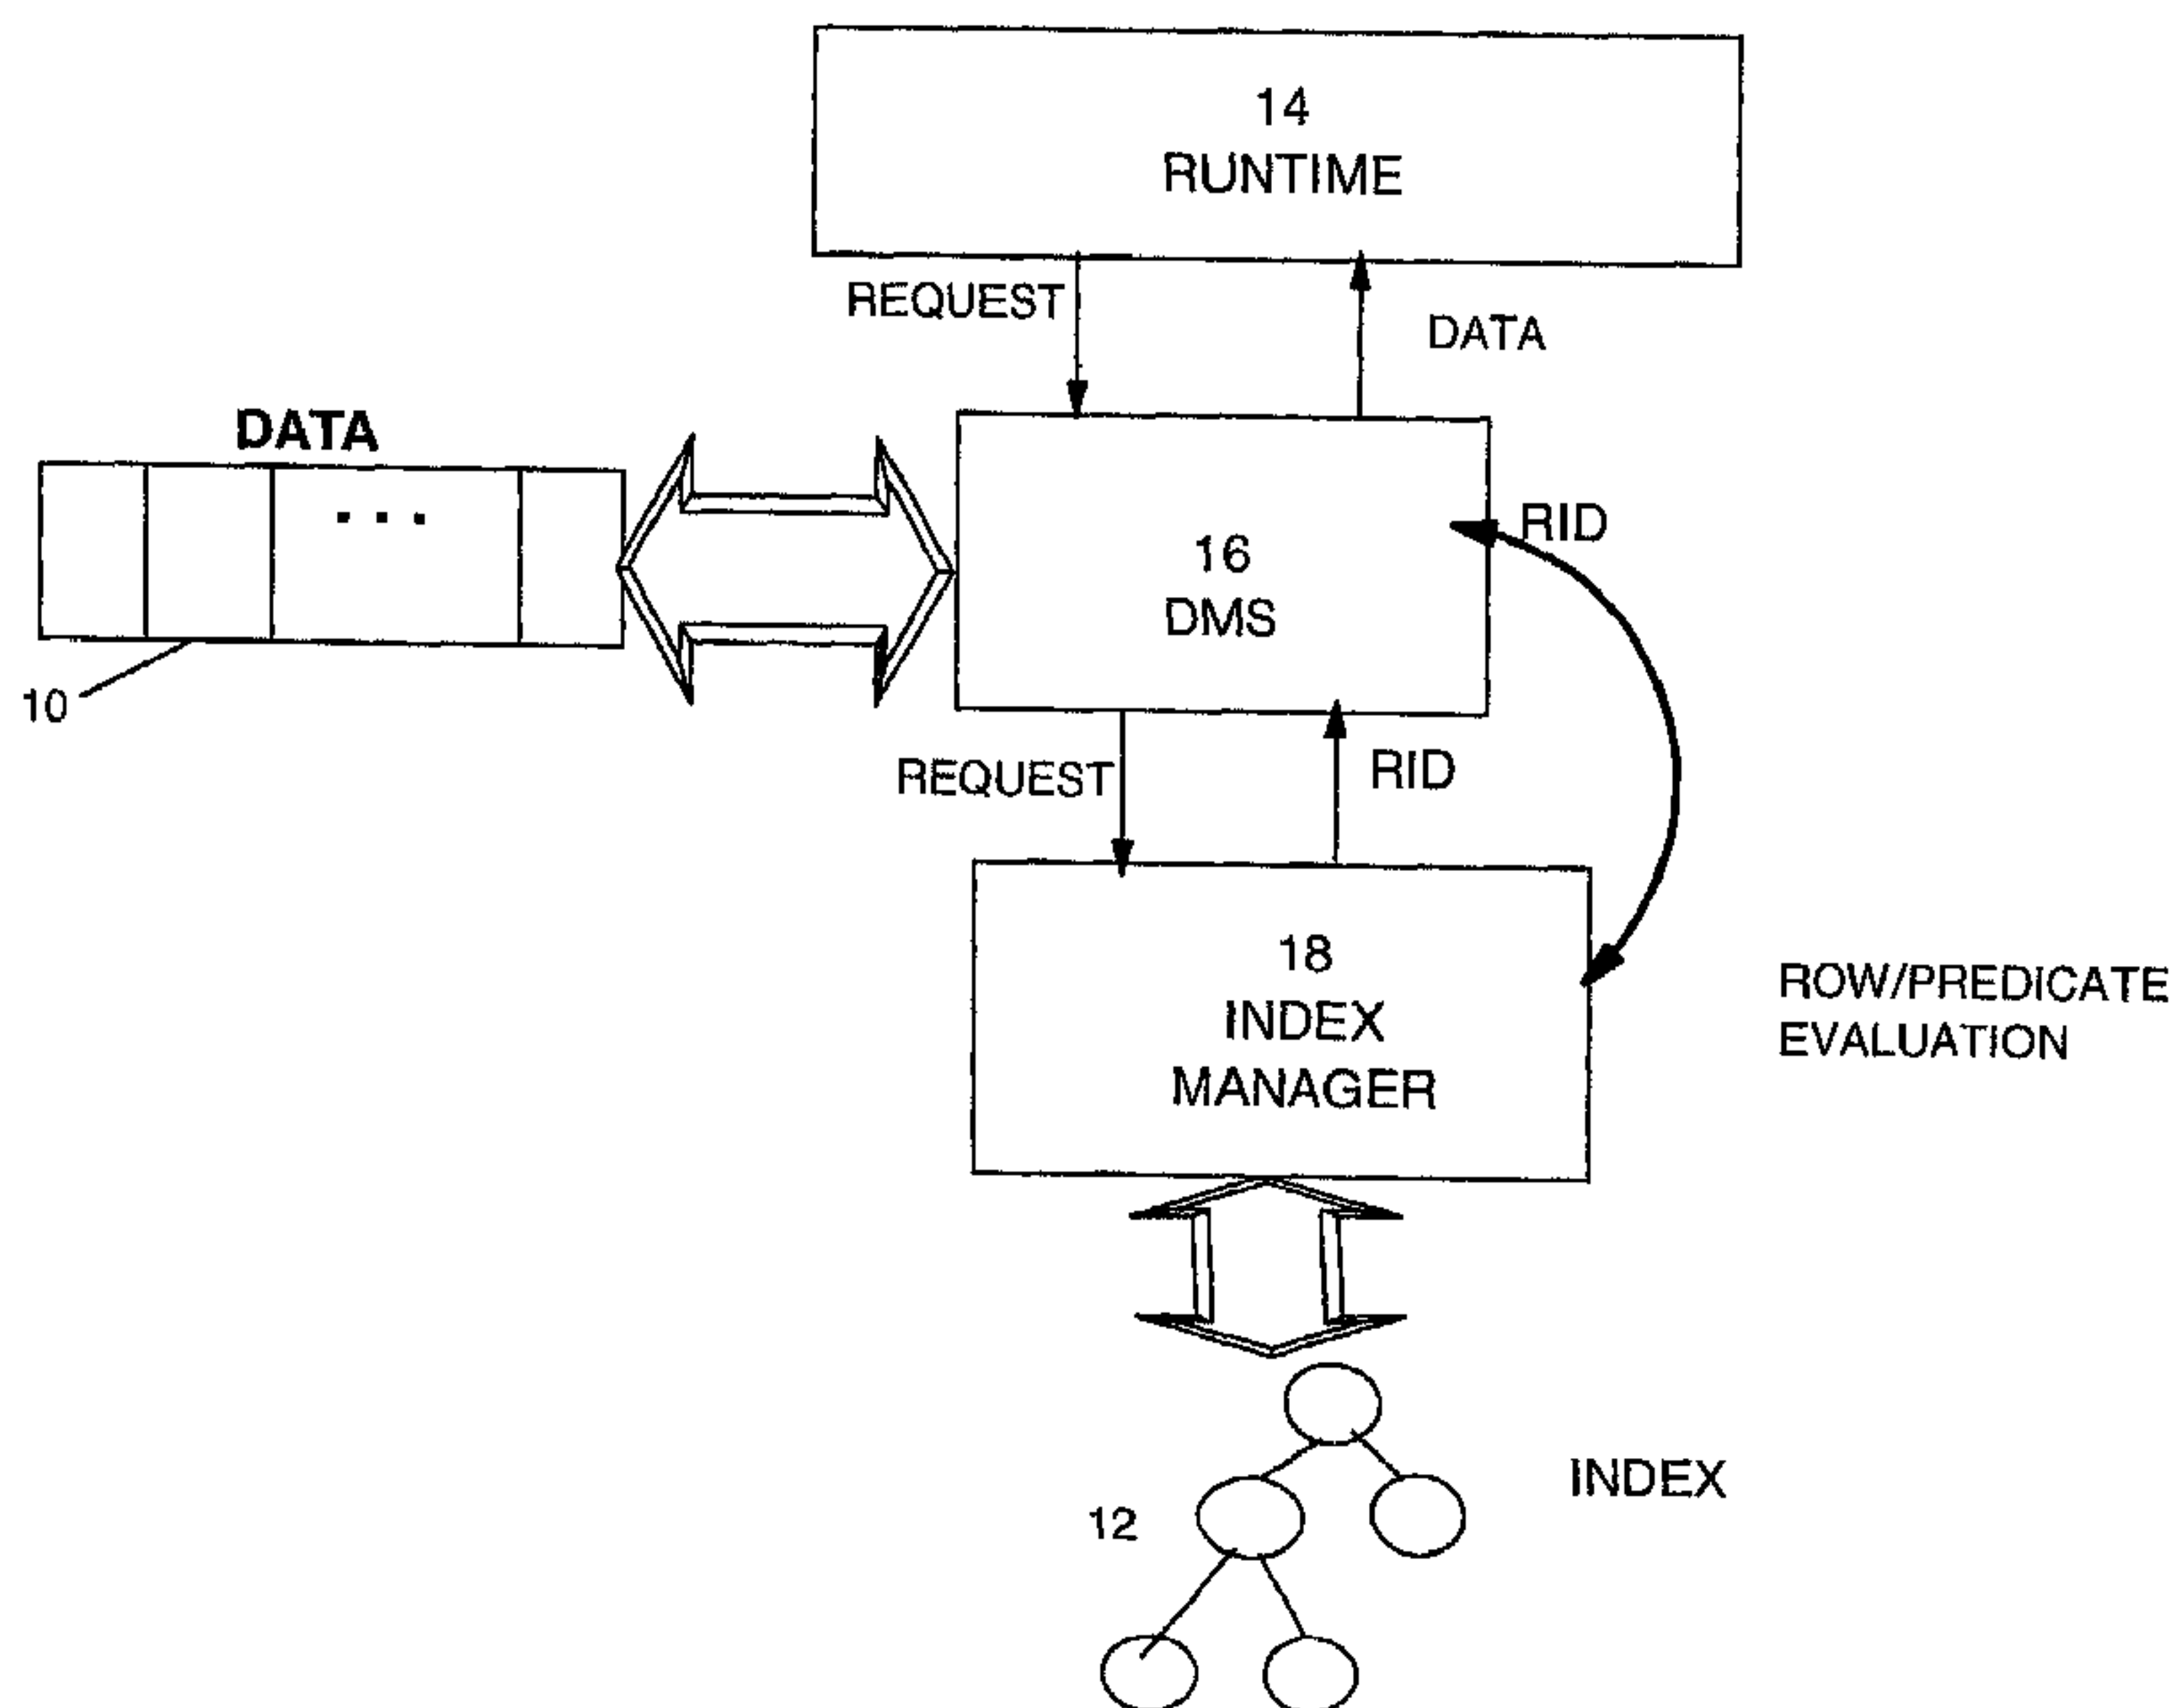 14
RUNTIME
REQUEST
DATA
DATA
...
RID
16
DMS
10
REQUEST
RID
18
INDEX
MANAGER
ROW/PREDICATE
EVALUATION
INDEX
12